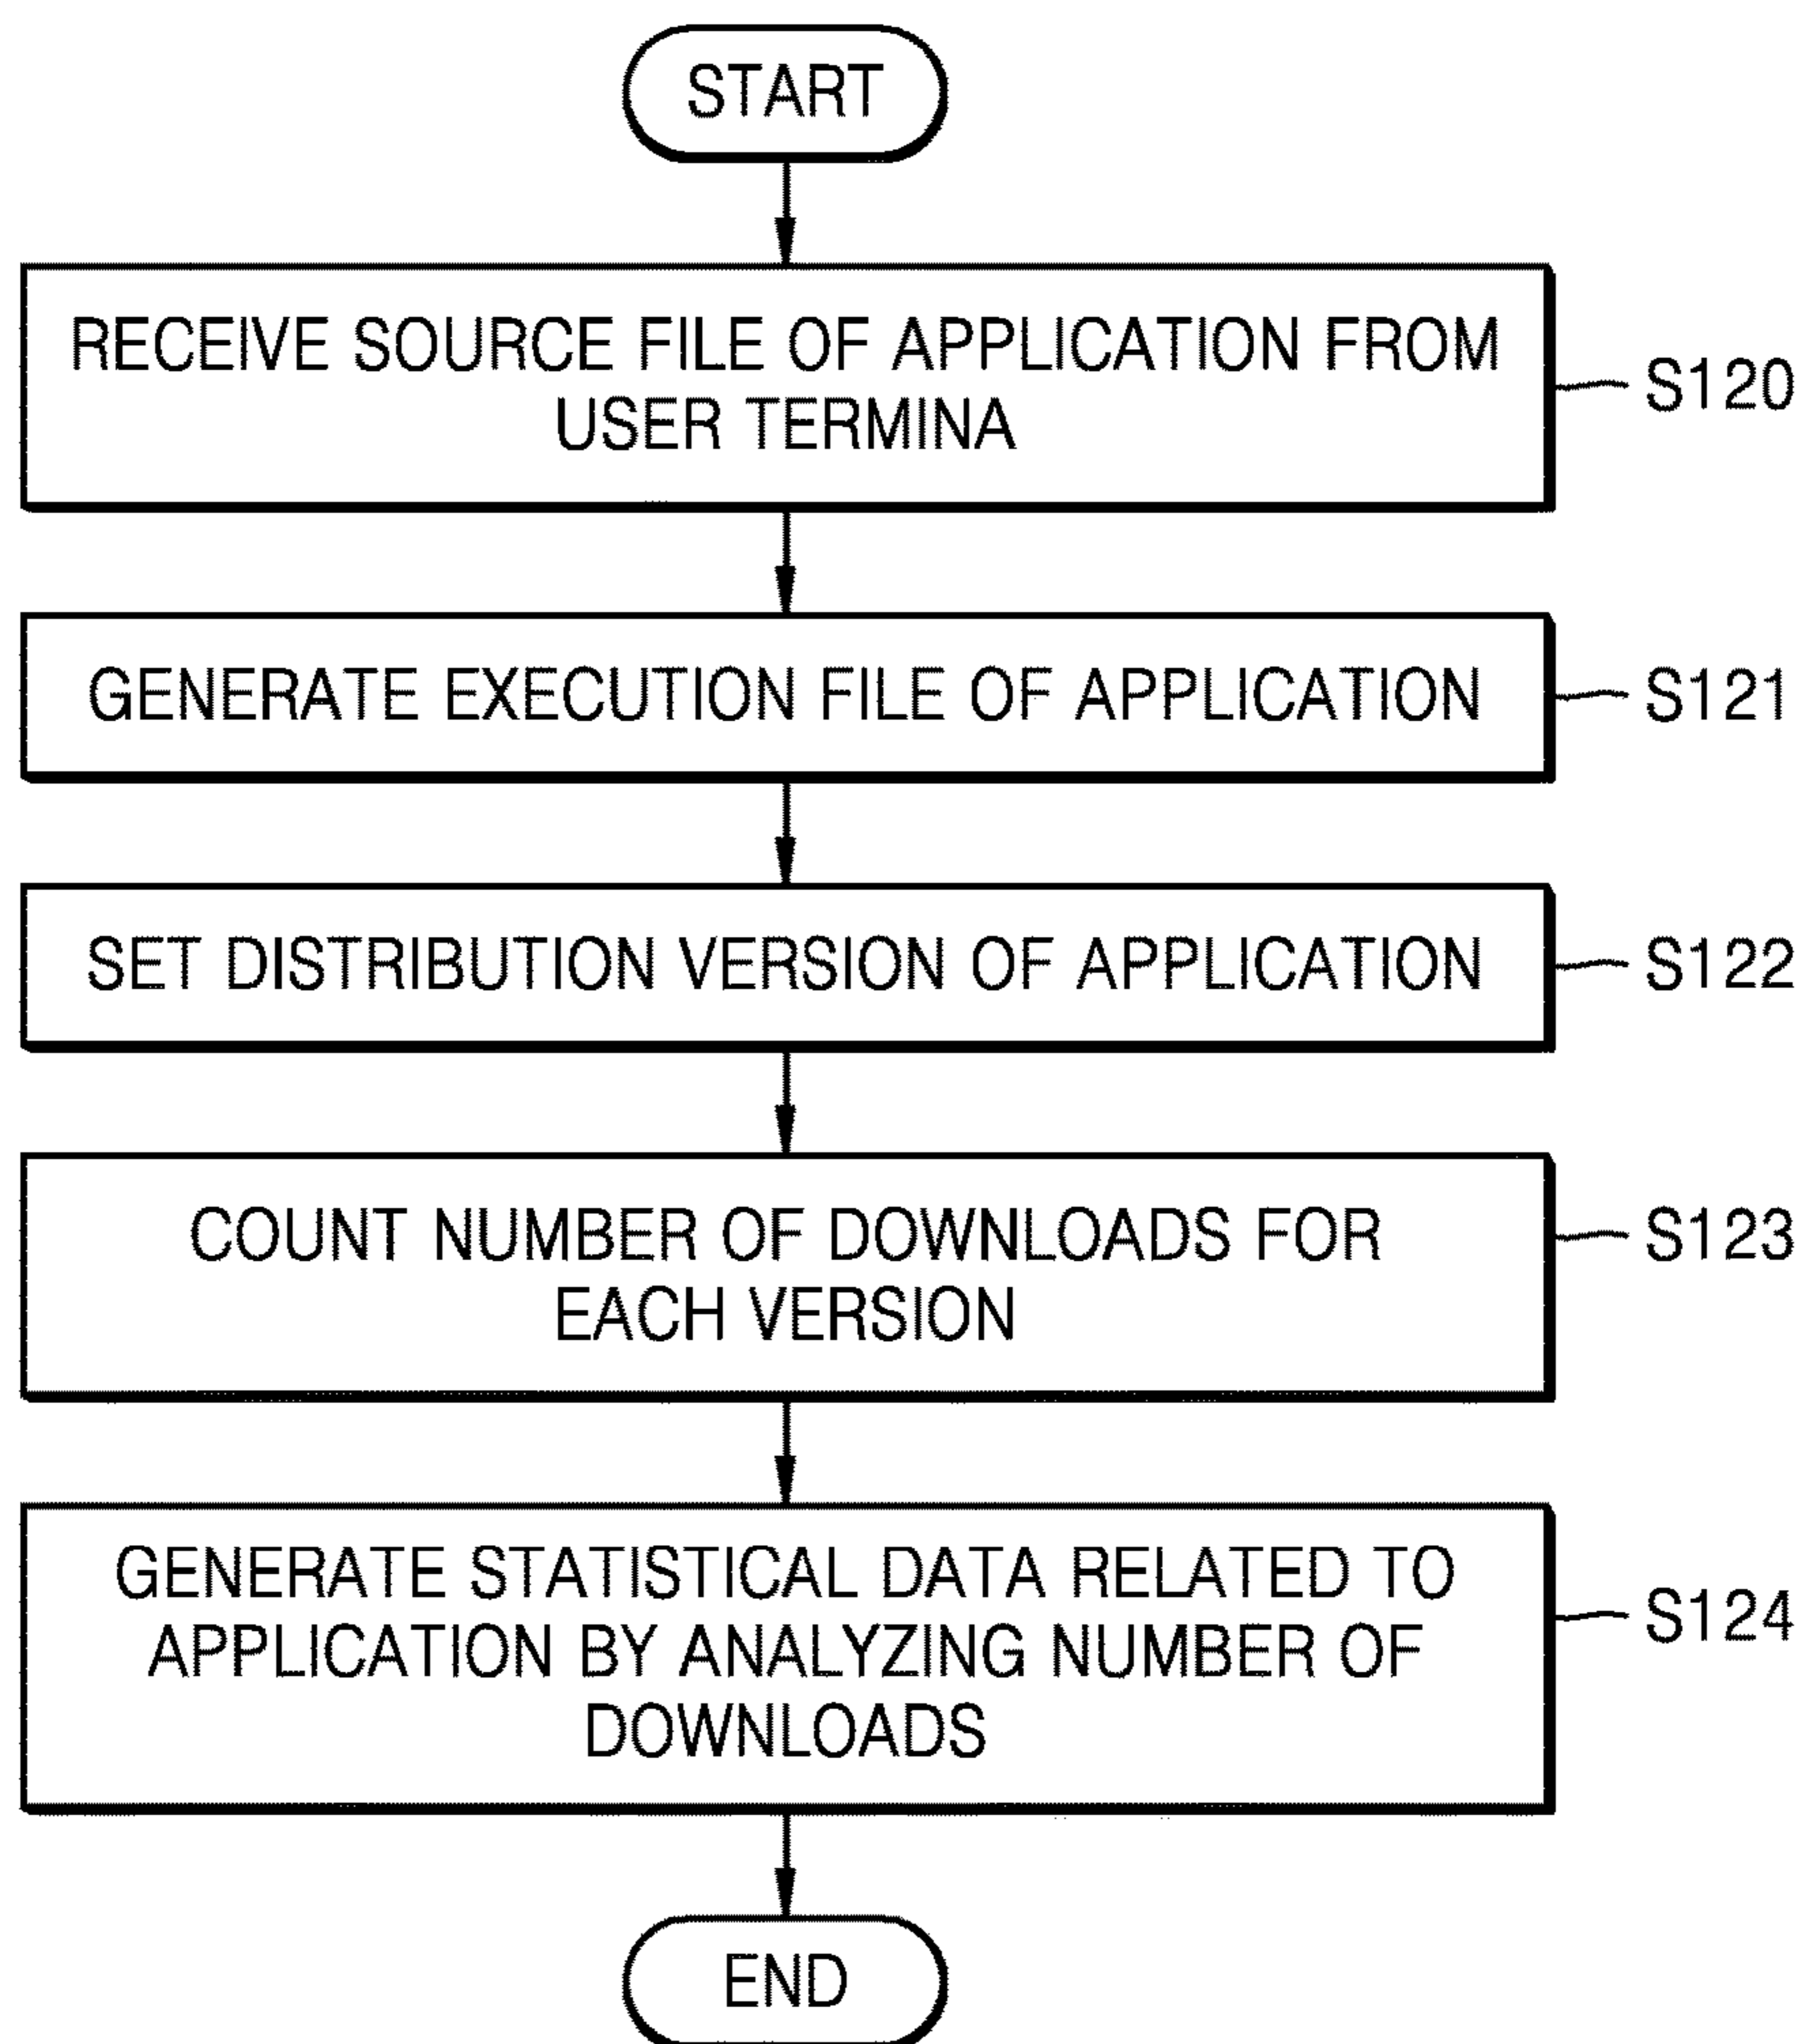 START
RECEIVE SOURCE FILE OF APPLICATION FROM
USER TERMINA
S120
GENERATE EXECUTION FILE OF APPLICATION
S121
SET DISTRIBUTION VERSION OF APPLICATION
S122
COUNT NUMBER OF DOWNLOADS FOR
EACH VERSION
S123
GENERATE STATISTICAL DATA RELATED TO
APPLICATION BY ANALYZING NUMBER OF
DOWNLOADS
S124
END